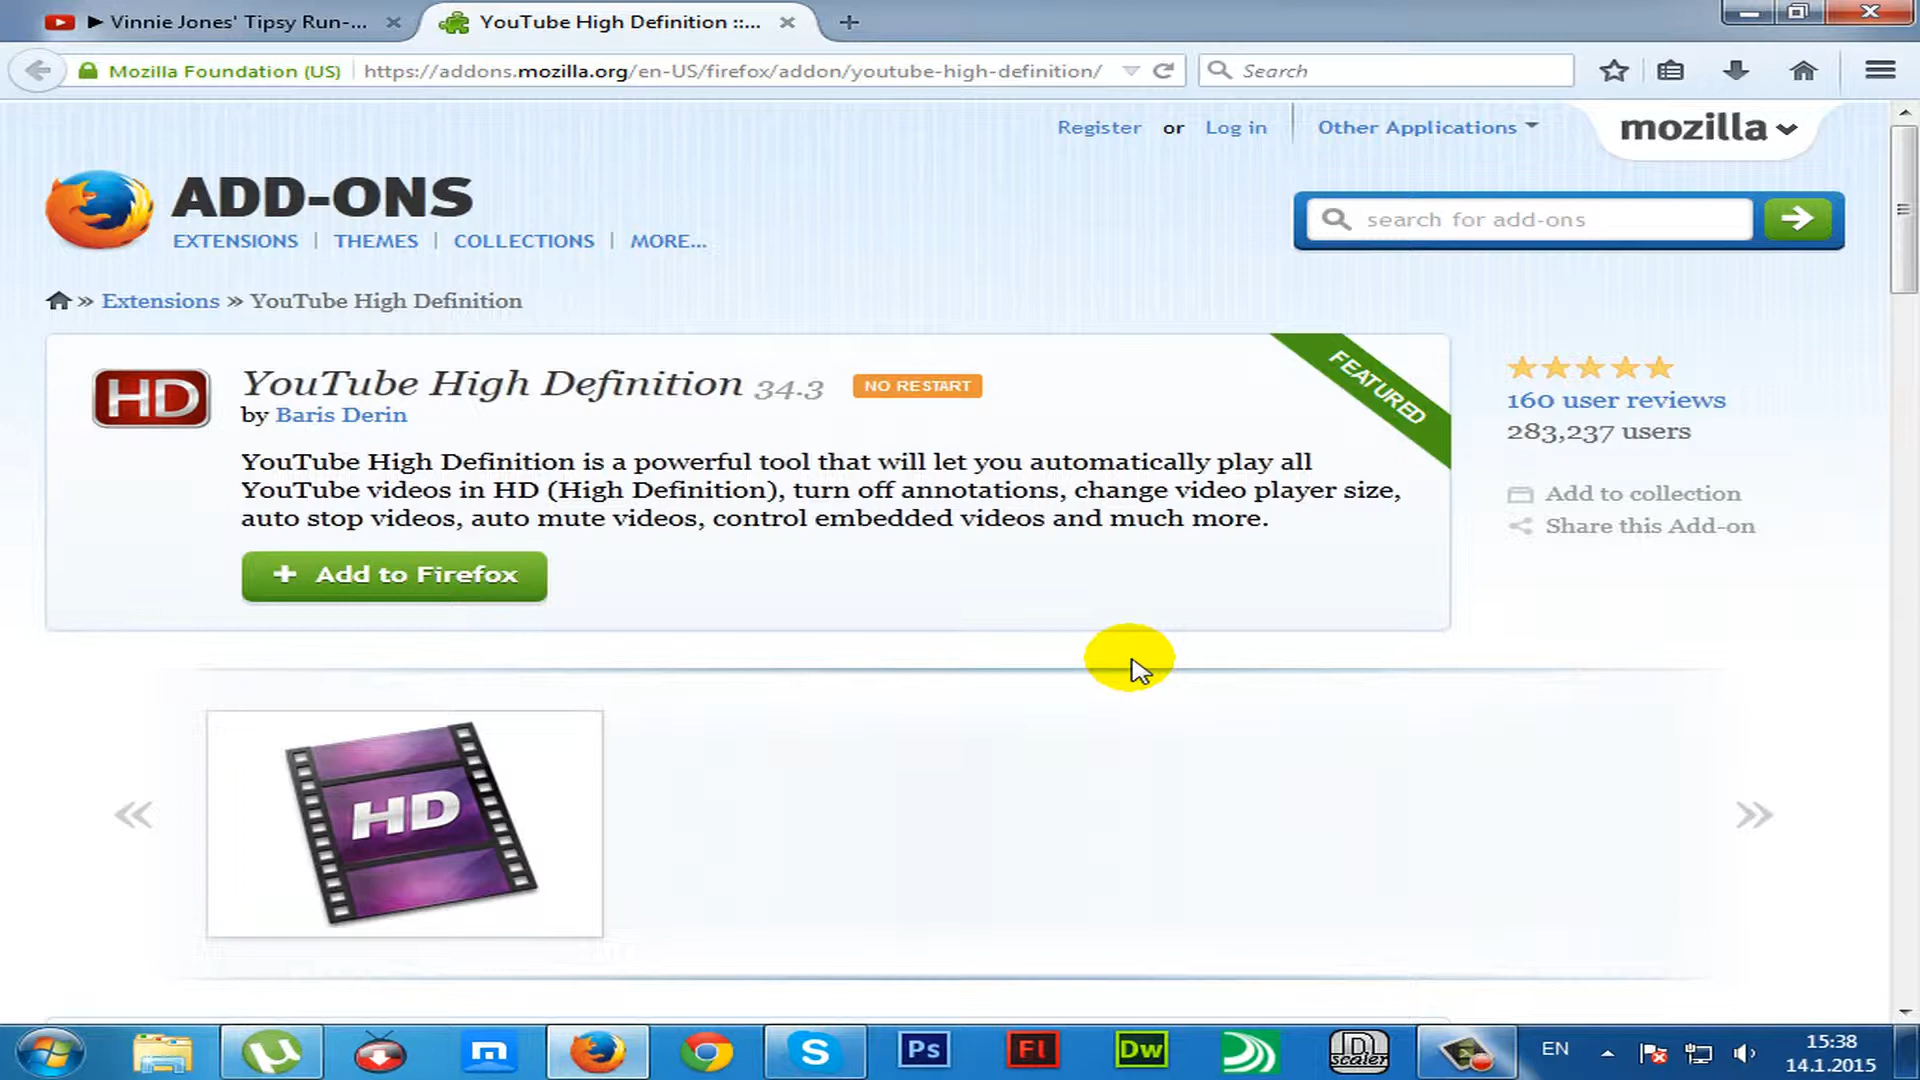 ► Vinnie Jones' Tipsy Run-...
YouTube High Definition ::...
Mozilla Foundation (US)
https://addons.mozilla.org/en-US/firefox/addon/youtube-high-definition/
Search
Register or Log in
Other Applications
mozilla
ADD-ONS
EXTENSIONS | THEMES | COLLECTIONS | MORE...
search for add-ons
» Extensions » YouTube High Definition
HD
YouTube High Definition 34.3 NO RESTART
FEATURED
by Baris Derin
YouTube High Definition is a powerful tool that will let you automatically play all
YouTube videos in HD (High Definition), turn off annotations, change video player size,
auto stop videos, auto mute videos, control embedded videos and much more.
+ Add to Firefox
160 user reviews
283,237 users
Add to collection
Share this Add-on
HD
Ps
Fl
Dw
scaler
EN
15:38
14.1.2015